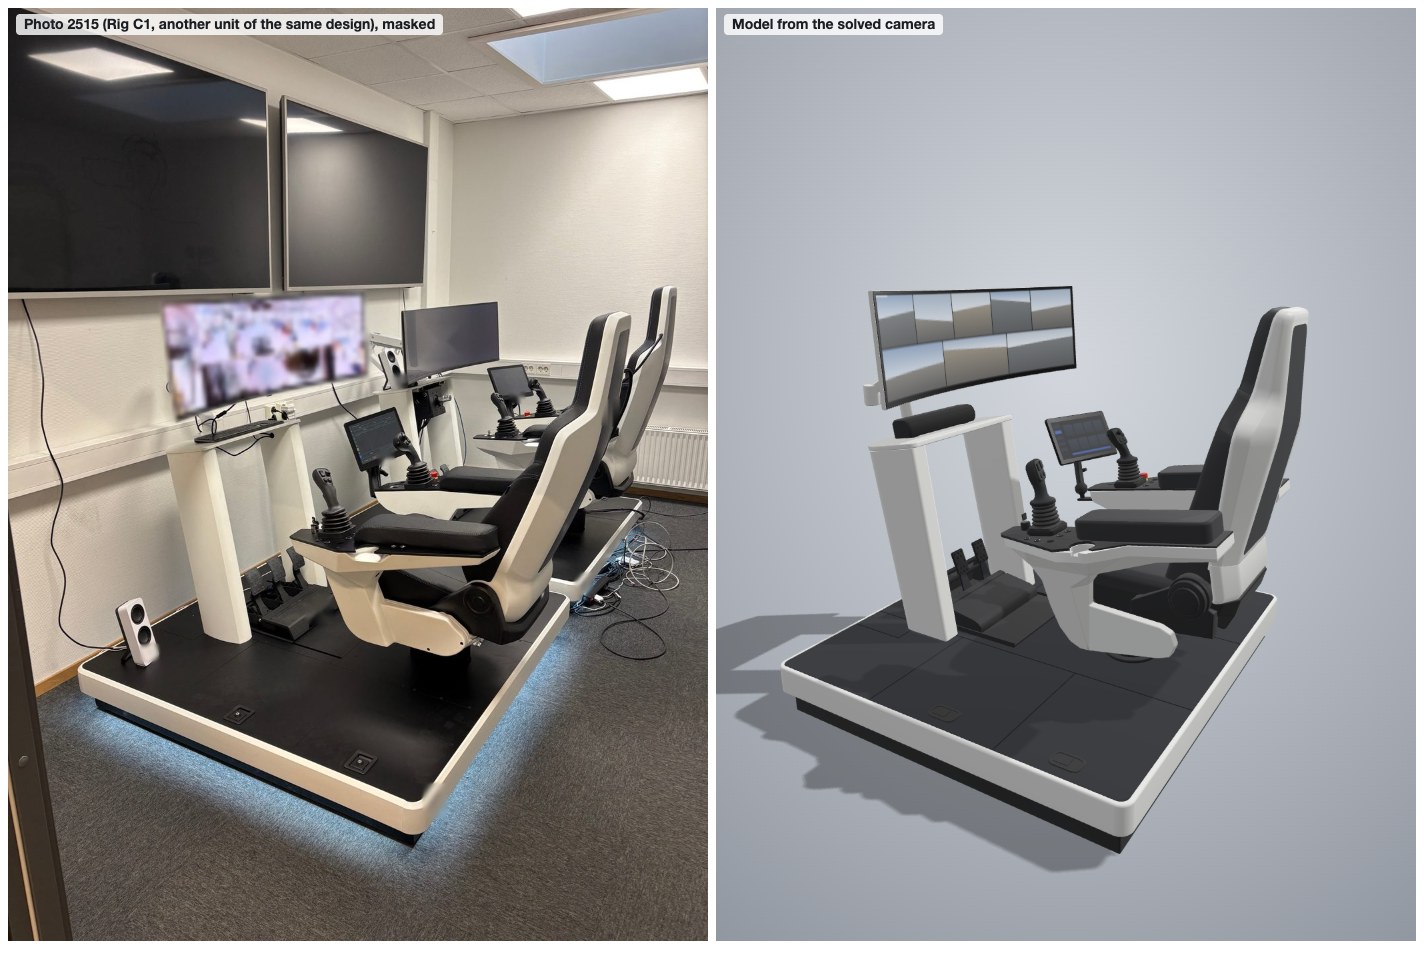 Photo 2515 (Rig C1, another unit of the same design), masked
Model from the solved camera